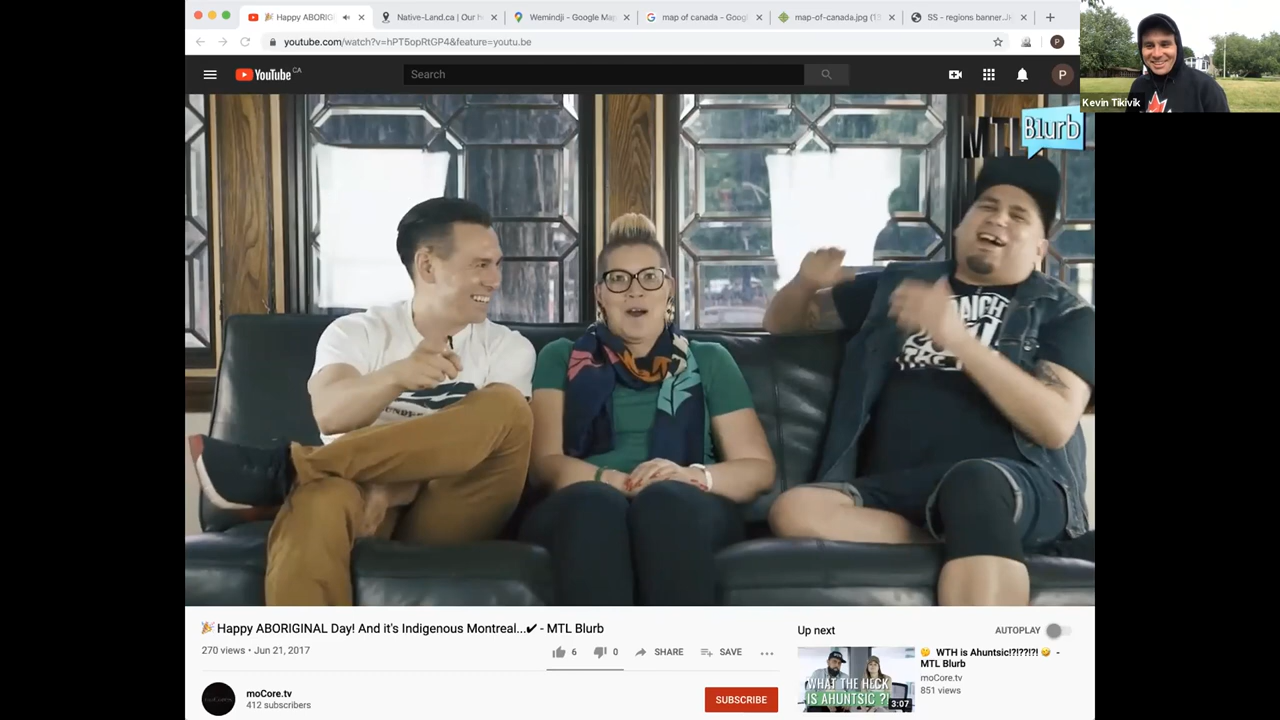 🎉 Happy ABORIG
Native-Land.ca | Our H
Wemindji - Google Map
map of canada - Goog
map-of-canada.jpg (13
SS - regions banner..
youtube.com/watch?v=hPT5opRtGP4&feature=youtu.be
P
YouTube CA
Search
P
Kevin Tikivik
MTL Blurb
🎉Happy ABORIGINAL Day! And it's Indigenous Montreal...✔ - MTL Blurb
270 views • Jun 21, 2017
6
0
SHARE
SAVE
...
moCore.tv
412 subscribers
SUBSCRIBE
Up next
AUTOPLAY
WHAT THE HECK
IS AHUNTSIC ?!
3:07
🤔 WTH is Ahuntsic!?!??!?! 🤣 -
MTL Blurb
moCore.tv
851 views